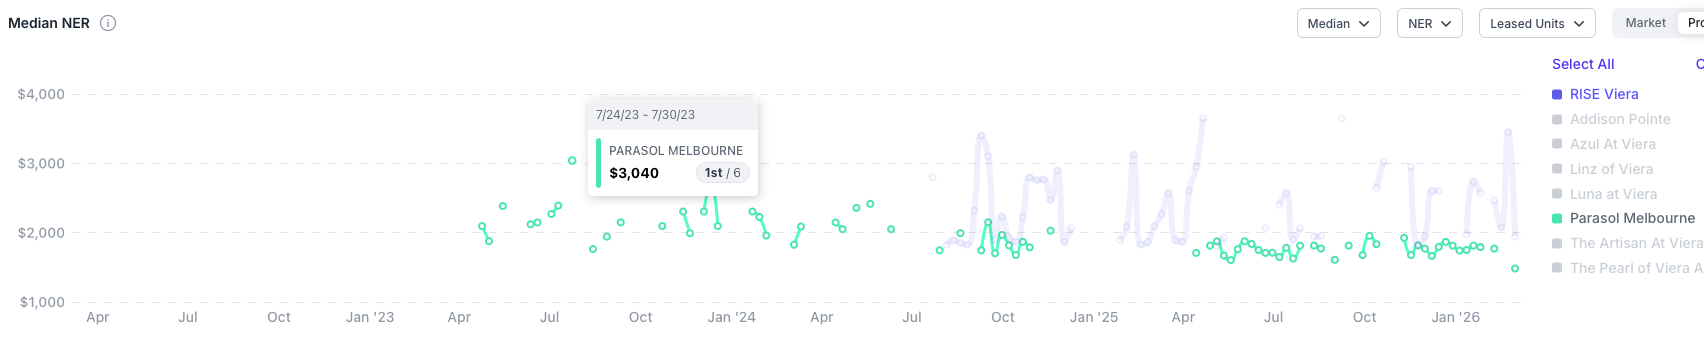 Median NER
Median
NER
Leased Units
Market
Pro
Select All
$4,000
$3,000
$2,000
$1,000
7/24/23 - 7/30/23
PARASOL MELBOURNE
$3,040
1st / 6
RISE Viera
Addison Pointe
Azul At Viera
Linz of Viera
Luna at Viera
Parasol Melbourne
The Artisan At Viera
The Pearl of Viera A
Apr Jul Oct Jan '23 Apr Jul Oct Jan '24 Apr Jul Oct Jan '25 Apr Jul Oct Jan '26